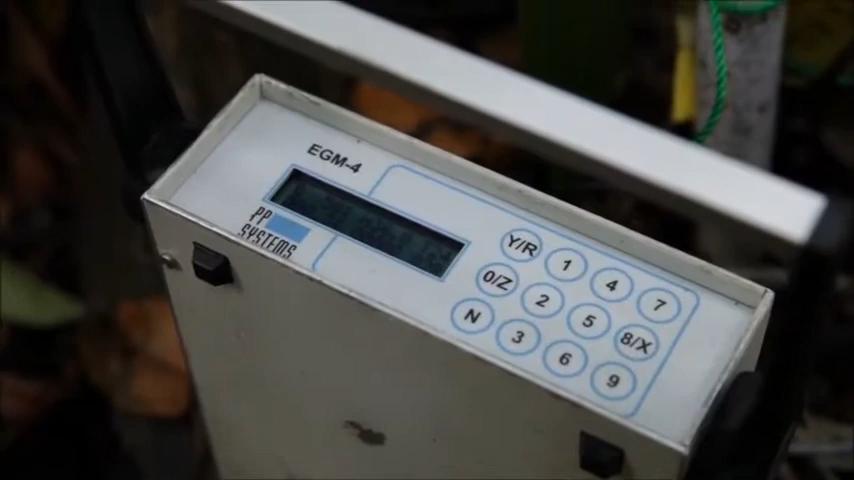 EGM-4
PP
SYSTEMS
Y/R 1 4 7
0/Z 2 5 8/X
N 3 6 9